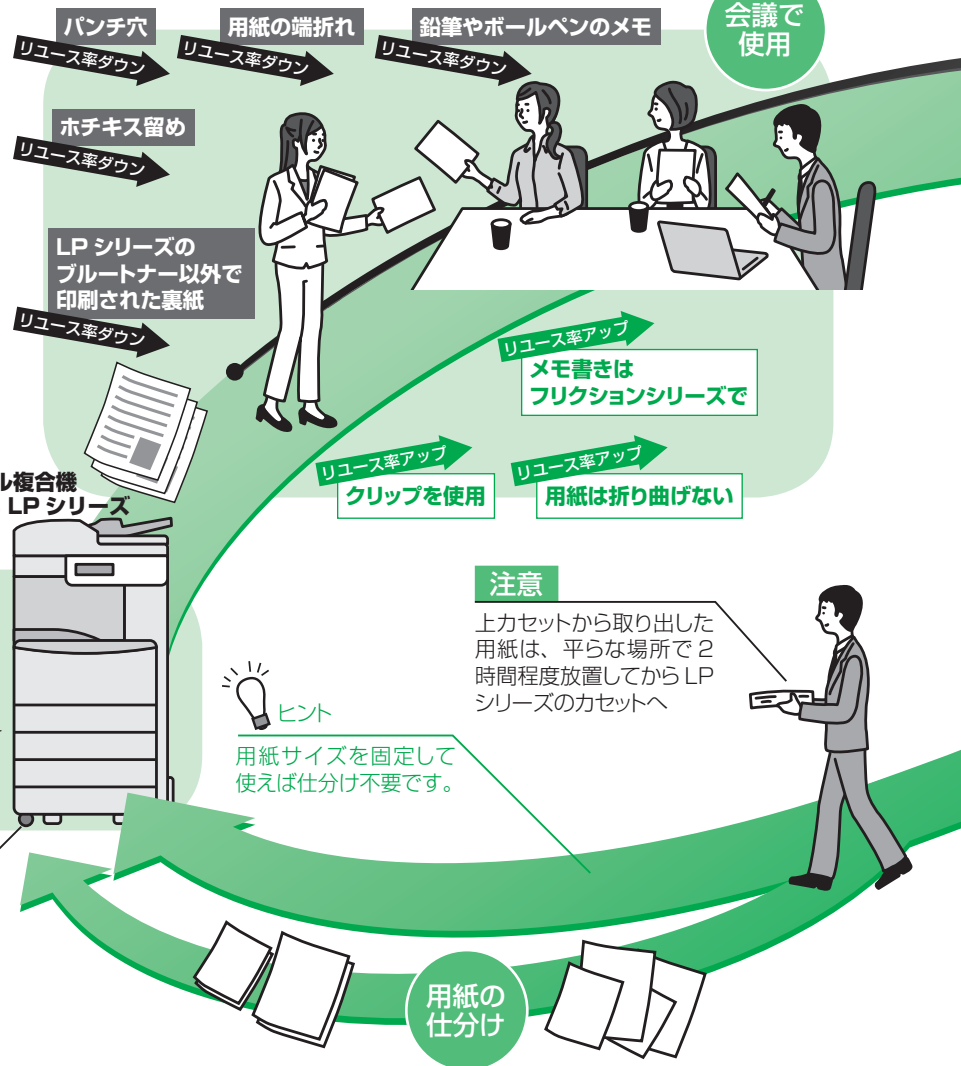 会議で
使用
パンチ穴
リユース率ダウン
用紙の端折れ
リユース率ダウン
鉛筆やボールペンのメモ
リユース率ダウン
ホチキス留め
リユース率ダウン
LP シリーズの
ブルートナー以外で
印刷された裏紙
リユース率ダウン
リユース率アップ
メモ書きは
フリクションシリーズで
リユース率アップ
クリップを使用
リユース率アップ
用紙は折り曲げない
ル複合機
LP シリーズ
注意
上カセットから取り出した
用紙は、平らな場所で 2
時間程度放置してから LP
シリーズのカセットへ
ヒント
用紙サイズを固定して
使えば仕分け不要です。
用紙の
仕分け